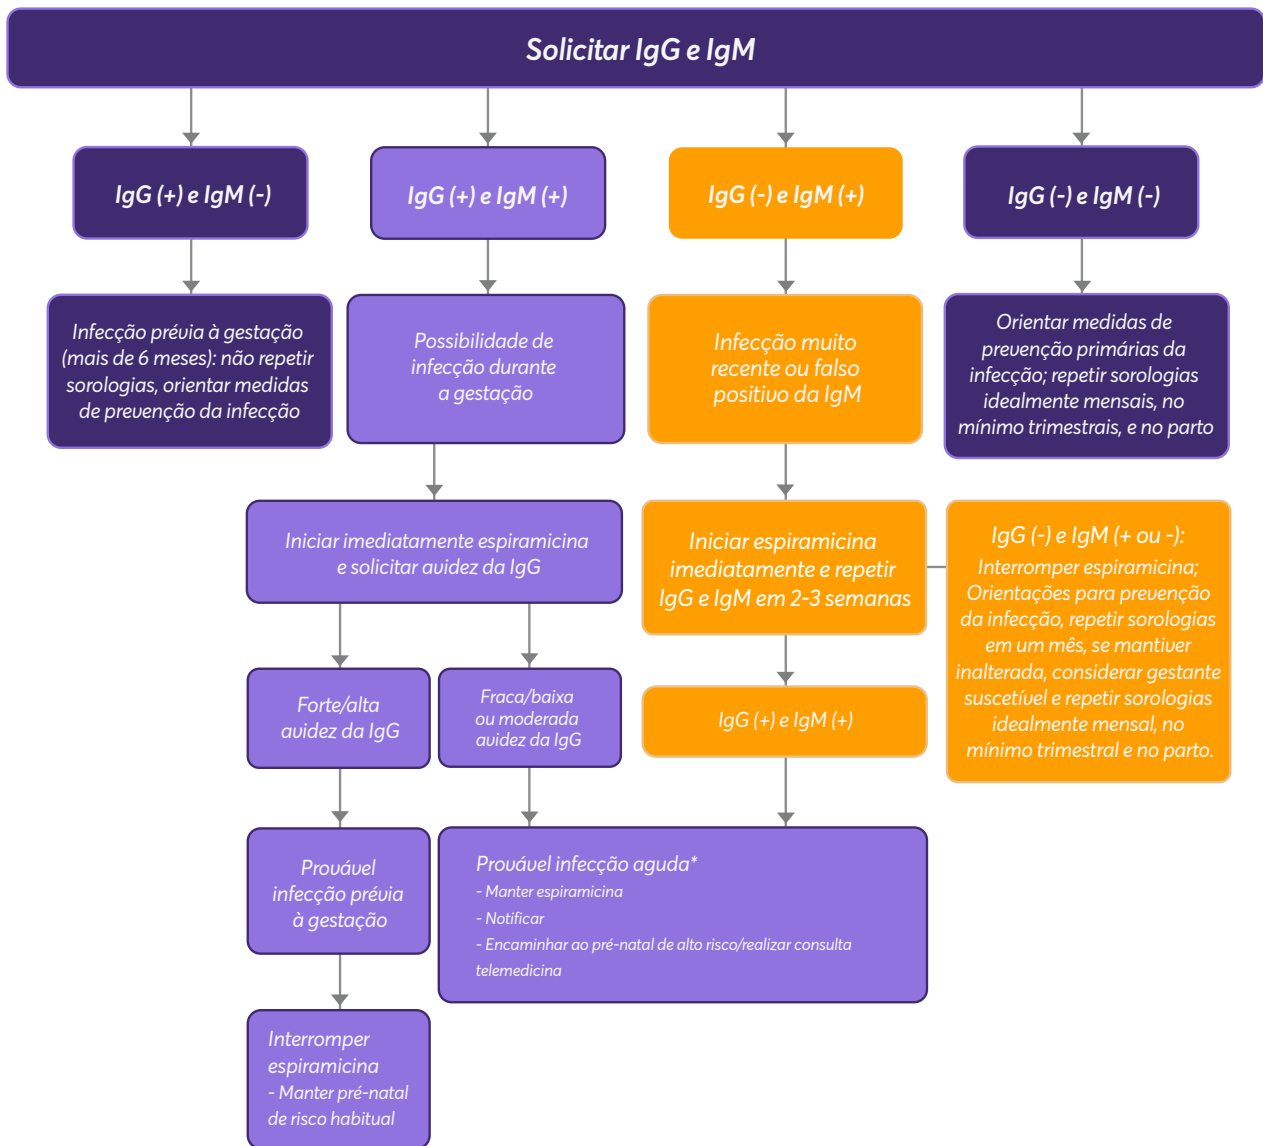 Solicitar IgG e IgM
IgG (+) e IgM (-)
IgG (+) e IgM (+)
IgG (-) e IgM (+)
IgG (-) e IgM (-)
Infecção prévia à gestação
(mais de 6 meses): não repetir
sorologias, orientar medidas
de prevenção da infecção
Possibilidade de
infecção durante
a gestação
Infecção muito
recente ou falso
positivo da IgM
Orientar medidas de
prevenção primárias da
infecção; repetir sorologias
idealmente mensais, no
mínimo trimestrais, e no parto
Iniciar imediatamente espiramicina
e solicitar avidez da IgG
Iniciar espiramicina
imediatamente e repetir
IgG e IgM em 2-3 semanas
IgG (-) e IgM (+ ou -):
Interromper espiramicina;
Orientações para prevenção
da infecção, repetir sorologias
em um mês, se mantiver
inalterada, considerar gestante
suscetível e repetir sorologias
idealmente mensal, no
mínimo trimestral e no parto.
Forte/alta
avidez da IgG
Fraca/baixa
ou moderada
avidez da IgG
IgG (+) e IgM (+)
Provável
infecção prévia
à gestação
Provável infecção aguda*
- Manter espiramicina
- Notificar
- Encaminhar ao pré-natal de alto risco/realizar consulta
telemedicina
Interromper
espiramicina
- Manter pré-natal
de risco habitual